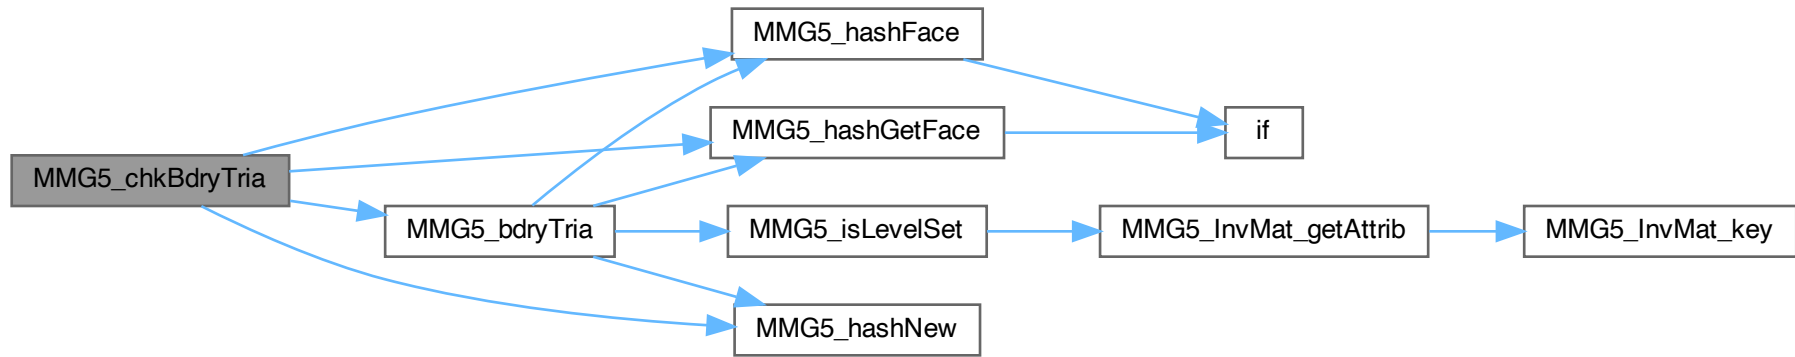 MMG5_hashFace
MMG5_hashGetFace
if
MMG5_chkBdryTria
MMG5_bdryTria
MMG5_isLevelSet
MMG5_InvMat_getAttrib
MMG5_InvMat_key
MMG5_hashNew